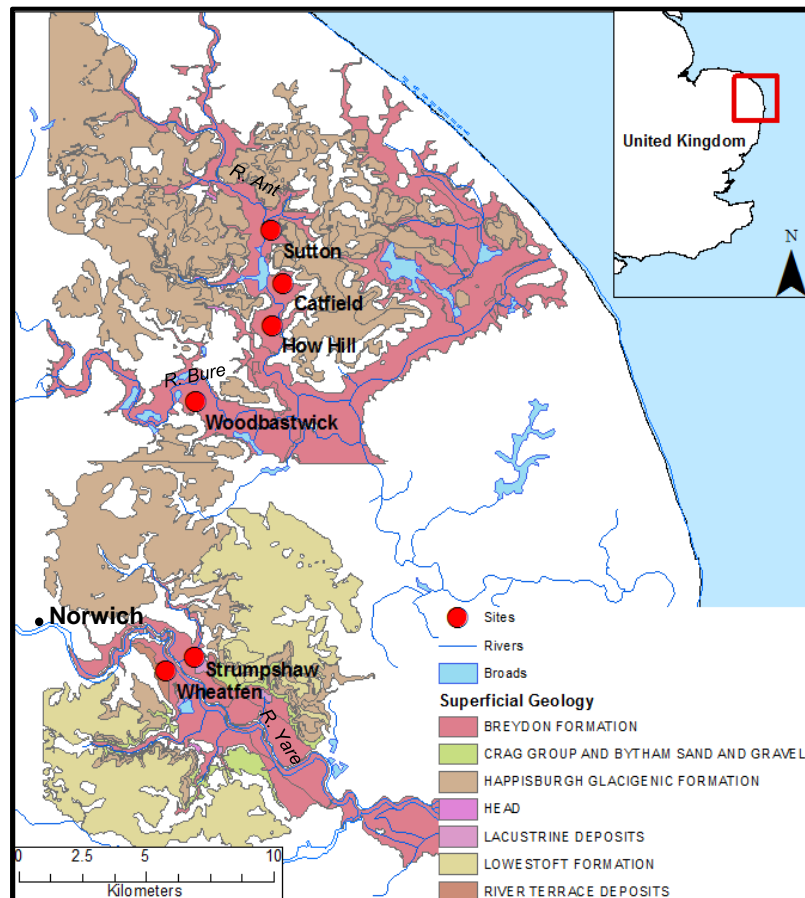 United Kingdom
N
R. Ant
Sutton
Catfield
How Hill
R. Bure
Woodbastwick
Norwich
Strumpshaw
Wheatfen
R. Yare
Sites
Rivers
Broads
Superficial Geology
BREYDON FORMATION
CRAG GROUP AND BYTHAM SAND AND GRAVEL
HAPPISBURGH GLACIGENIC FORMATION
HEAD
LACUSTRINE DEPOSITS
LOWESTOFT FORMATION
RIVER TERRACE DEPOSITS
0 2.5 5 10
Kilometers